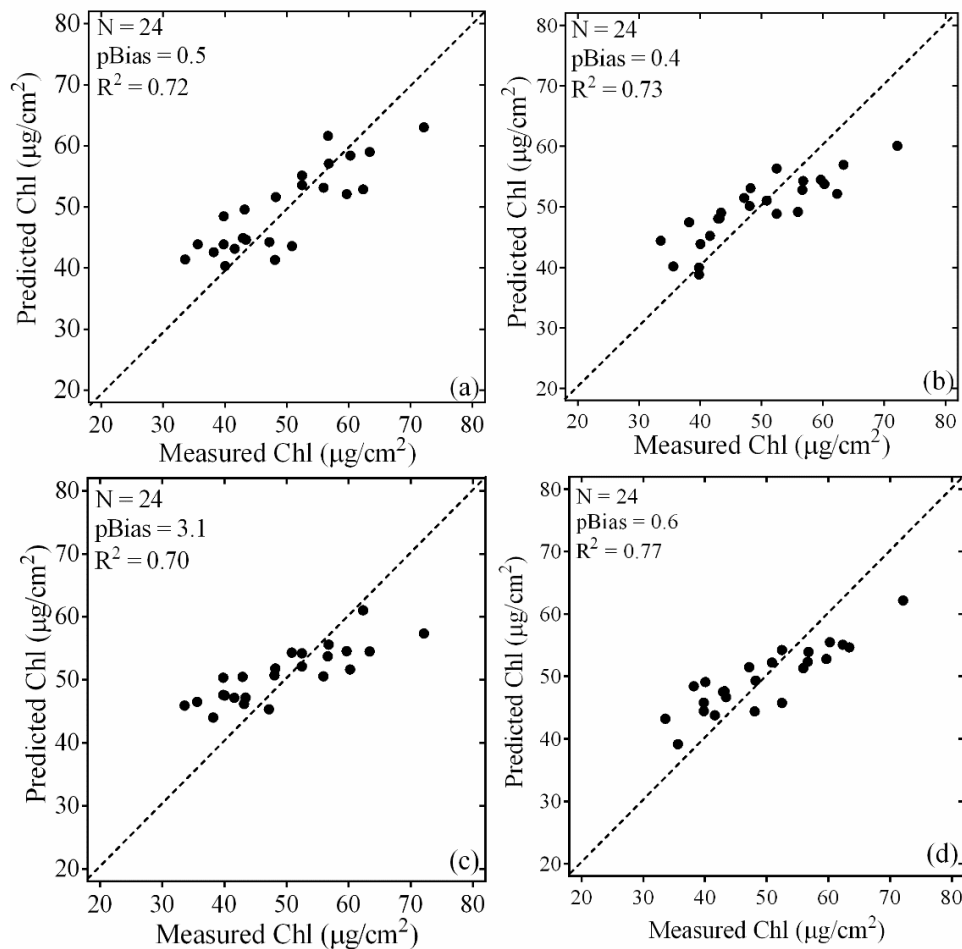 80
70
60
50
40
30
20
Predicted Chl (μg/cm²)
N = 24
pBias = 0.5
R² = 0.72
(a)
20 30 40 50 60 70 80
Measured Chl (μg/cm²)
80
70
60
50
40
30
20
Predicted Chl (μg/cm²)
N = 24
pBias = 0.4
R² = 0.73
(b)
20 30 40 50 60 70 80
Measured Chl (μg/cm²)
80
70
60
50
40
30
20
Predicted Chl (μg/cm²)
N = 24
pBias = 3.1
R² = 0.70
(c)
20 30 40 50 60 70 80
Measured Chl (μg/cm²)
80
70
60
50
40
30
20
Predicted Chl (μg/cm²)
N = 24
pBias = 0.6
R² = 0.77
(d)
20 30 40 50 60 70 80
Measured Chl (μg/cm²)